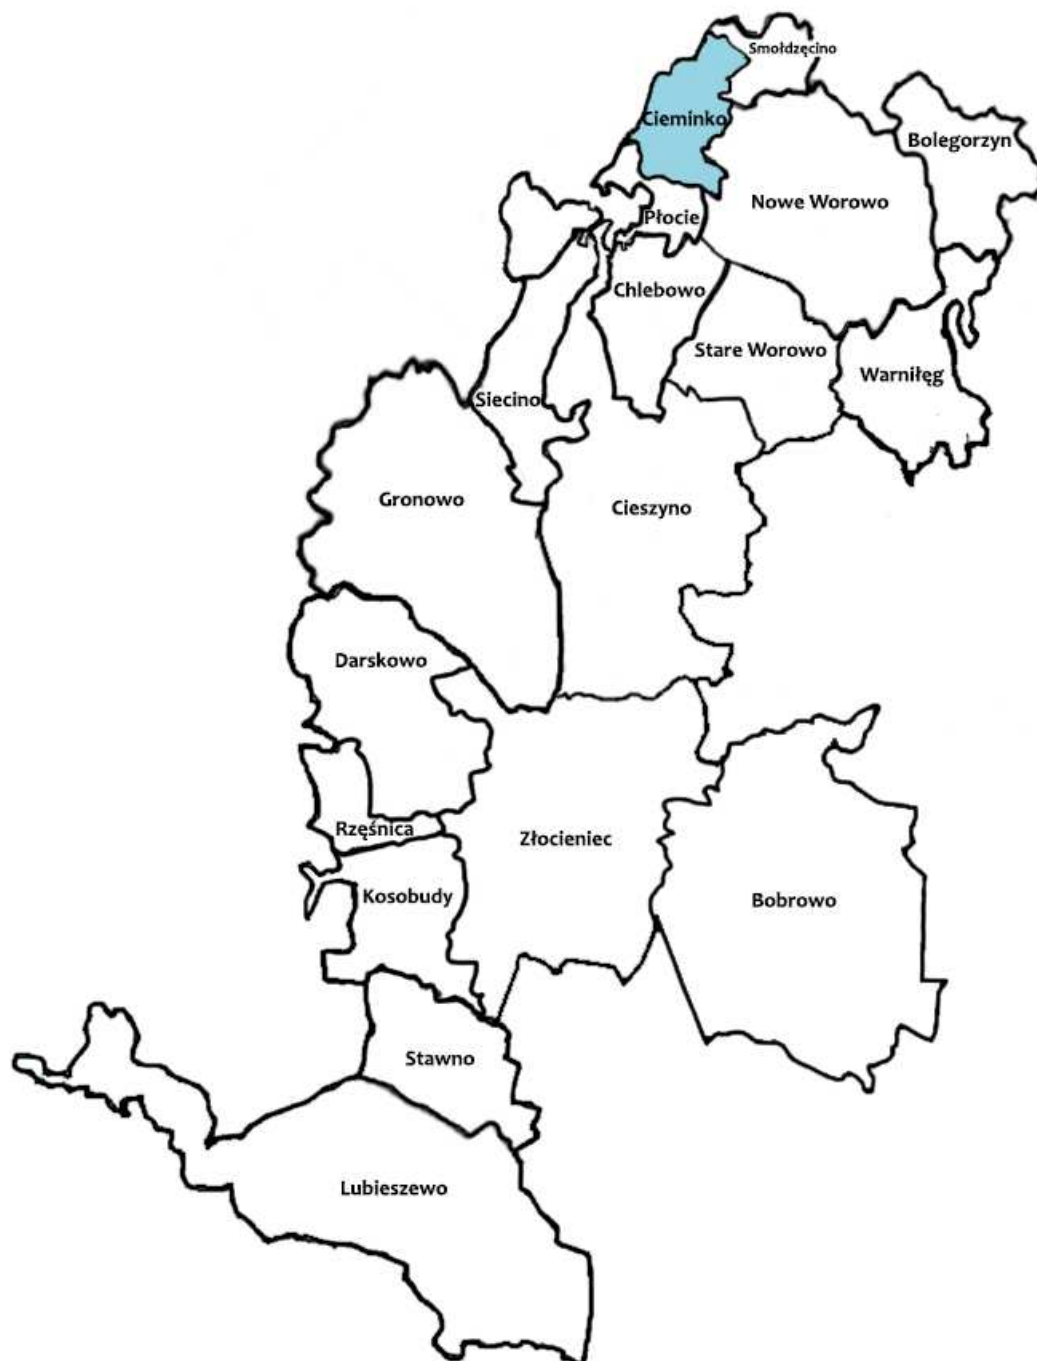 Smołdzęcino
Cieminko
Bolegorzyn
Nowe Worowo
Płocie
Chlebowo
Stare Worowo
Warniłęg
Siecino
Gronowo
Cieszyno
Darskowo
Rzęśnica
Złocieniec
Kosobudy
Bobrowo
Stawno
Lubieszewo